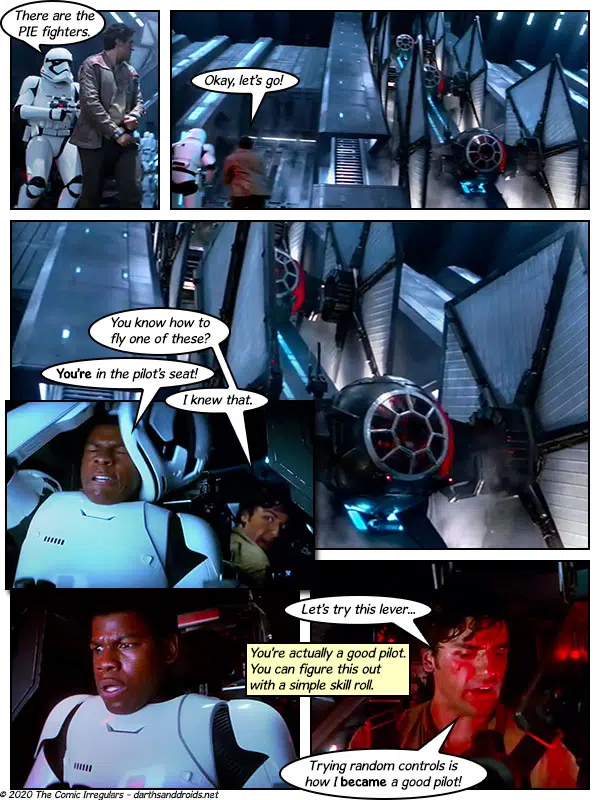 There are the
PIE fighters.
Okay, let's go!
You know how to
fly one of these?
You're in the pilot's seat!
I knew that.
Let's try this lever...
You're actually a good pilot.
You can figure this out
with a simple skill roll.
Trying random controls is
how I became a good pilot!
© 2020 The Comic Irregulars – darthsanddroids.net